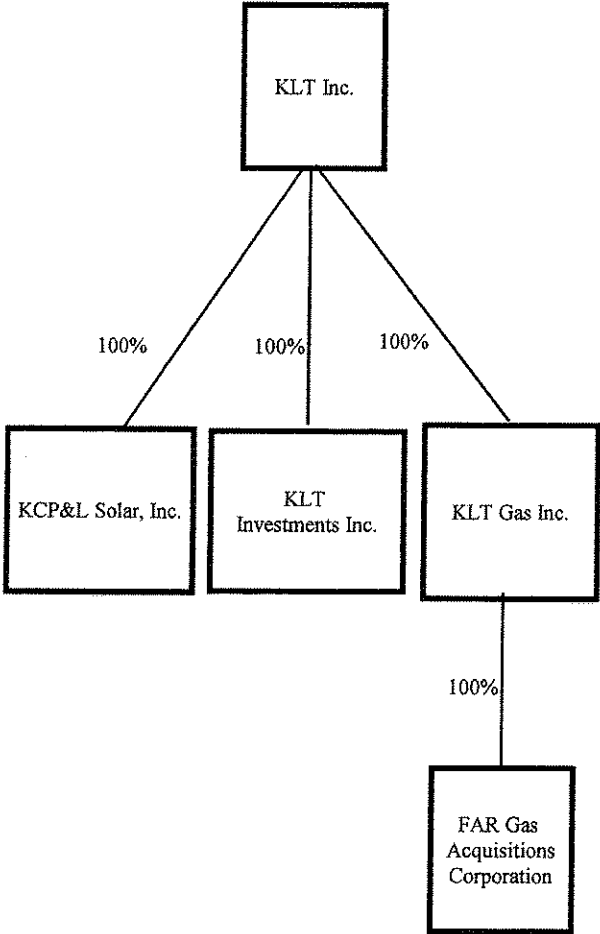 KLT Inc.
100%
100%
100%
KCP&L Solar, Inc.
KLT
Investments Inc.
KLT Gas Inc.
100%
FAR Gas
Acquisitions
Corporation